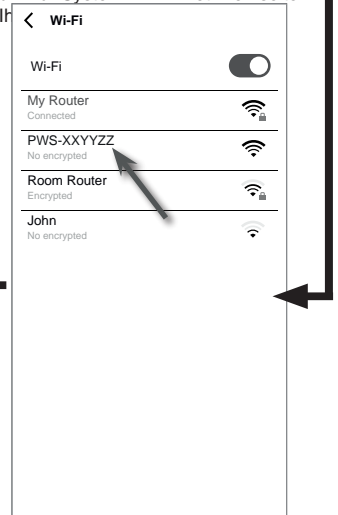 Wi-Fi
Wi-Fi
My Router
Connected
PWS-XXYYZZ
No encrypted
Room Router
Encrypted
John
No encrypted